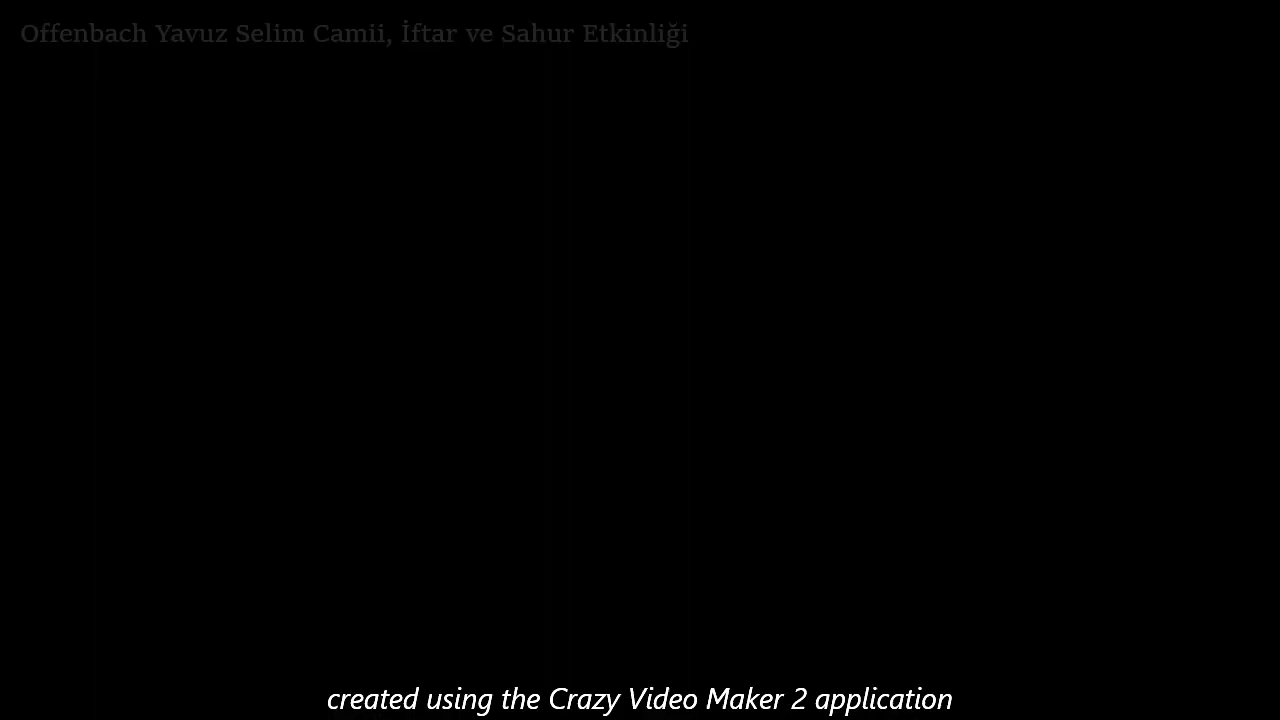 Offenbach Yavuz Selim Camii, İftar ve Sahur Etkinliği
created using the Crazy Video Maker 2 application